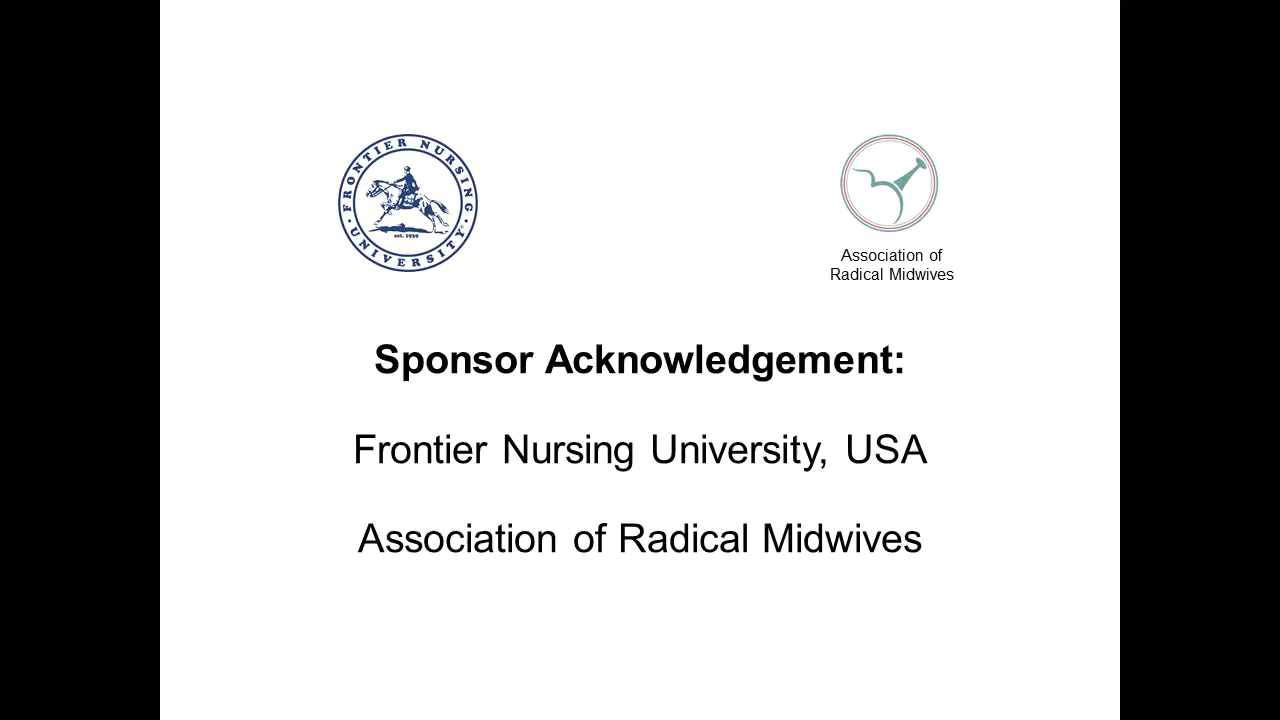 FRONTIER NURSING
· UNIVERSITY ·
est. 1939
Association of
Radical Midwives
Sponsor Acknowledgement:
Frontier Nursing University, USA
Association of Radical Midwives